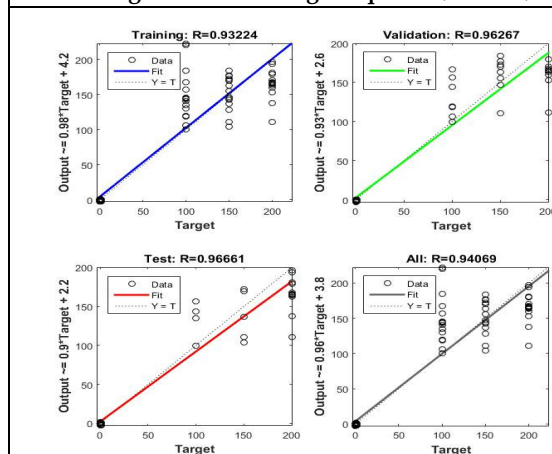 Training: R=0.93224
Output ~= 0.98*Target + 4.2
Data
Fit
Y = T
200
150
100
50
0
0 50 100 150 200
Target
Validation: R=0.96267
Output ~= 0.93*Target + 2.6
Data
Fit
Y = T
200
150
100
50
0
0 50 100 150 200
Target
Test: R=0.96661
Output ~= 0.9*Target + 2.2
Data
Fit
Y = T
200
150
100
50
0
0 50 100 150 200
Target
All: R=0.94069
Output ~= 0.96*Target + 3.8
Data
Fit
Y = T
200
150
100
50
0
0 50 100 150 200
Target